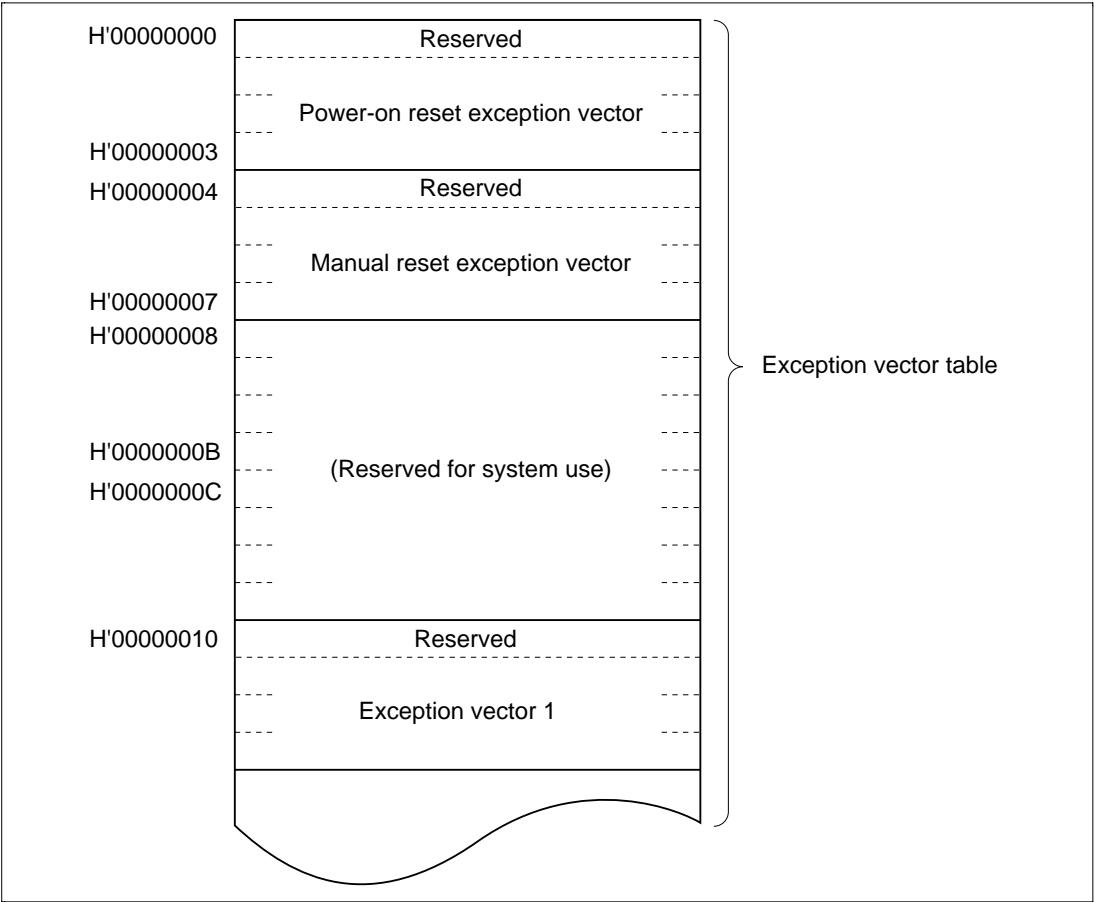 H'00000000
Reserved
Power-on reset exception vector
H'00000003
H'00000004
Reserved
Manual reset exception vector
H'00000007
H'00000008
Exception vector table
H'0000000B
(Reserved for system use)
H'0000000C
H'00000010
Reserved
Exception vector 1